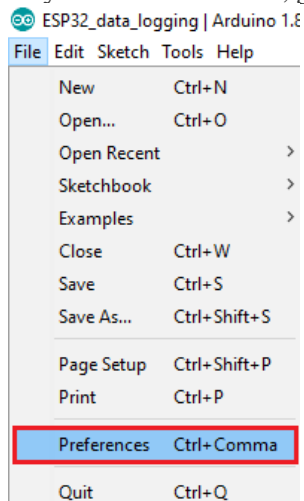 ESP32_data_logging | Arduino 1.8
File Edit Sketch Tools Help
New Ctrl+N
Open... Ctrl+O
Open Recent
Sketchbook
Examples
Close Ctrl+W
Save Ctrl+S
Save As... Ctrl+Shift+S
Page Setup Ctrl+Shift+P
Print Ctrl+P
Preferences Ctrl+Comma
Quit Ctrl+Q